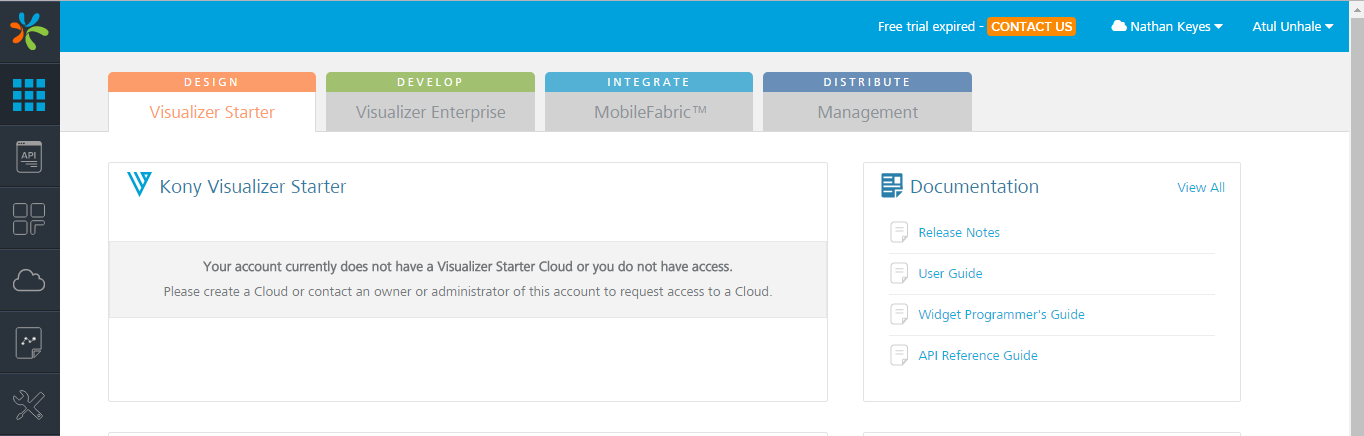 Free trial expired - CONTACT US Nathan Keyes Atul Unhale
DESIGN DEVELOP INTEGRATE DISTRIBUTE
Visualizer Starter Visualizer Enterprise MobileFabric™ Management
API
Kony Visualizer Starter
Your account currently does not have a Visualizer Starter Cloud or you do not have access.
Please create a Cloud or contact an owner or administrator of this account to request access to a Cloud.
Documentation View All
Release Notes
User Guide
Widget Programmer's Guide
API Reference Guide